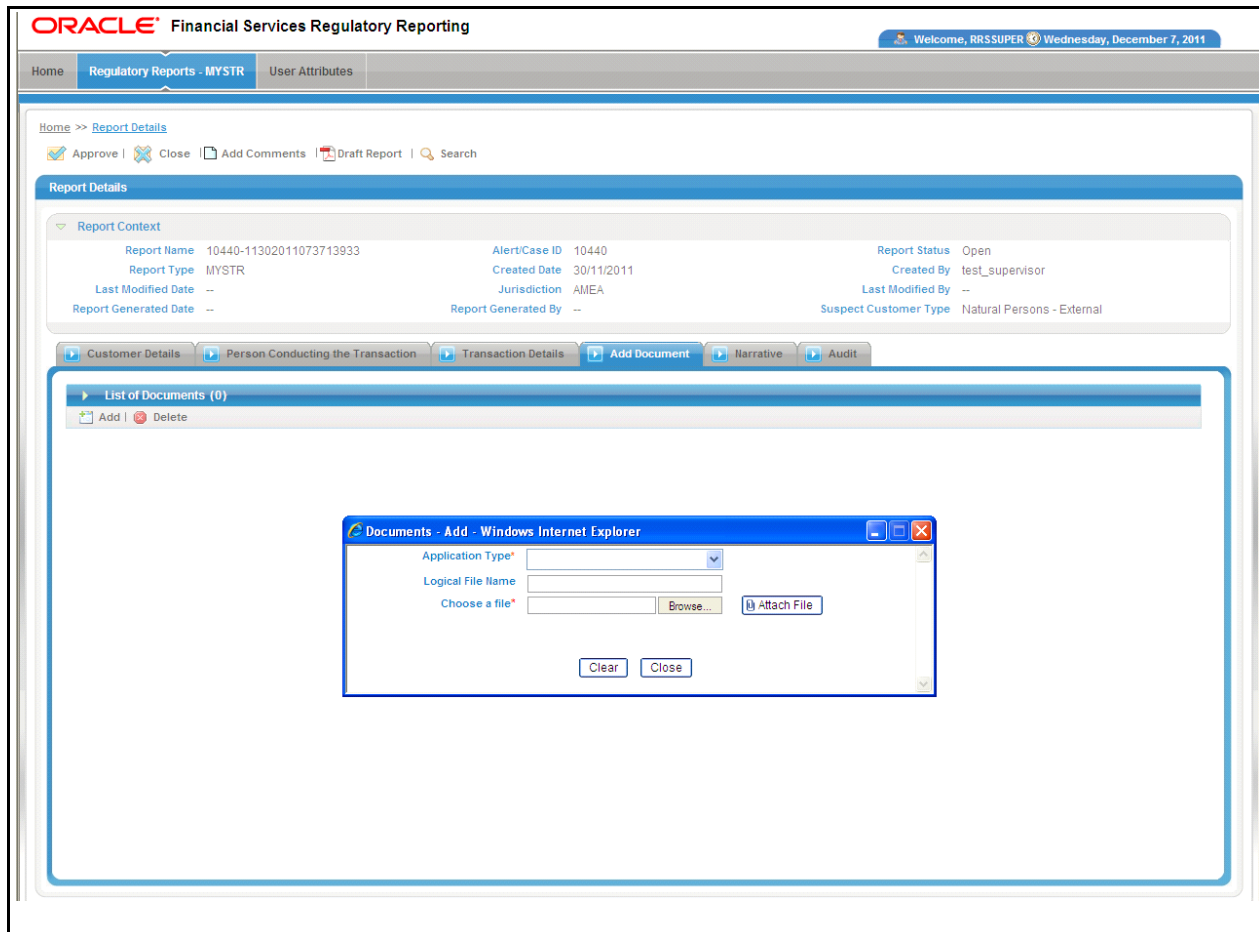 ORACLE® Financial Services Regulatory Reporting
Welcome, RRSSUPER Wednesday, December 7, 2011
Home Regulatory Reports - MYSTR User Attributes
Home >> Report Details
Approve | Close | Add Comments | Draft Report | Search
Report Details
Report Context
Report Name 10440-11302011073713933 Alert/Case ID 10440 Report Status Open
Report Type MYSTR Created Date 30/11/2011 Created By test_supervisor
Last Modified Date -- Jurisdiction AMEA Last Modified By --
Report Generated Date -- Report Generated By -- Suspect Customer Type Natural Persons - External
Customer Details Person Conducting the Transaction Transaction Details Add Document Narrative Audit
List of Documents (0)
Add | Delete
Documents - Add - Windows Internet Explorer
Application Type*
Logical File Name
Choose a file* Browse... Attach File
Clear Close